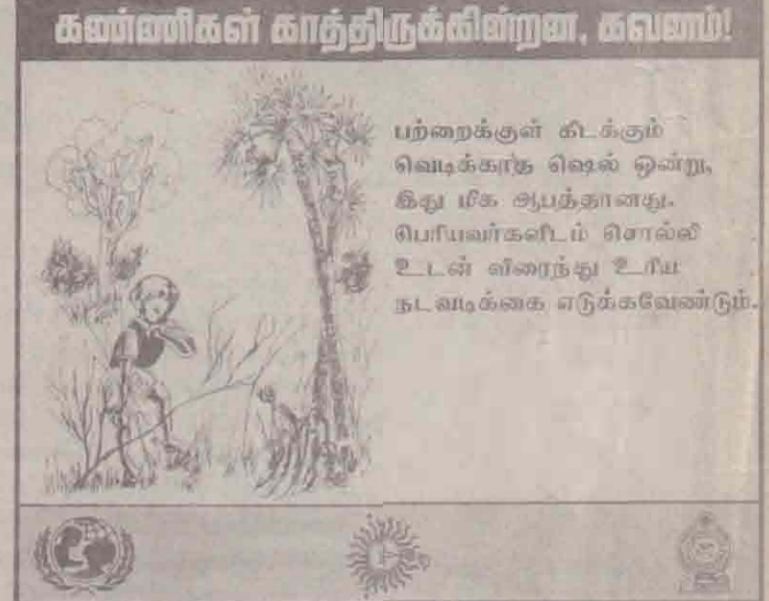 கண்ணிகள் காத்திருக்கின்றன, கவனம்!
பற்றைக்குள் கிடக்கும்
வெடிக்காத ஷெல் ஒன்று,
இது மிக ஆபத்தானது.
பெரியவர்களிடம் சொல்லி
உடன் விரைந்து உரிய
நடவடிக்கை எடுக்கவேண்டும்.